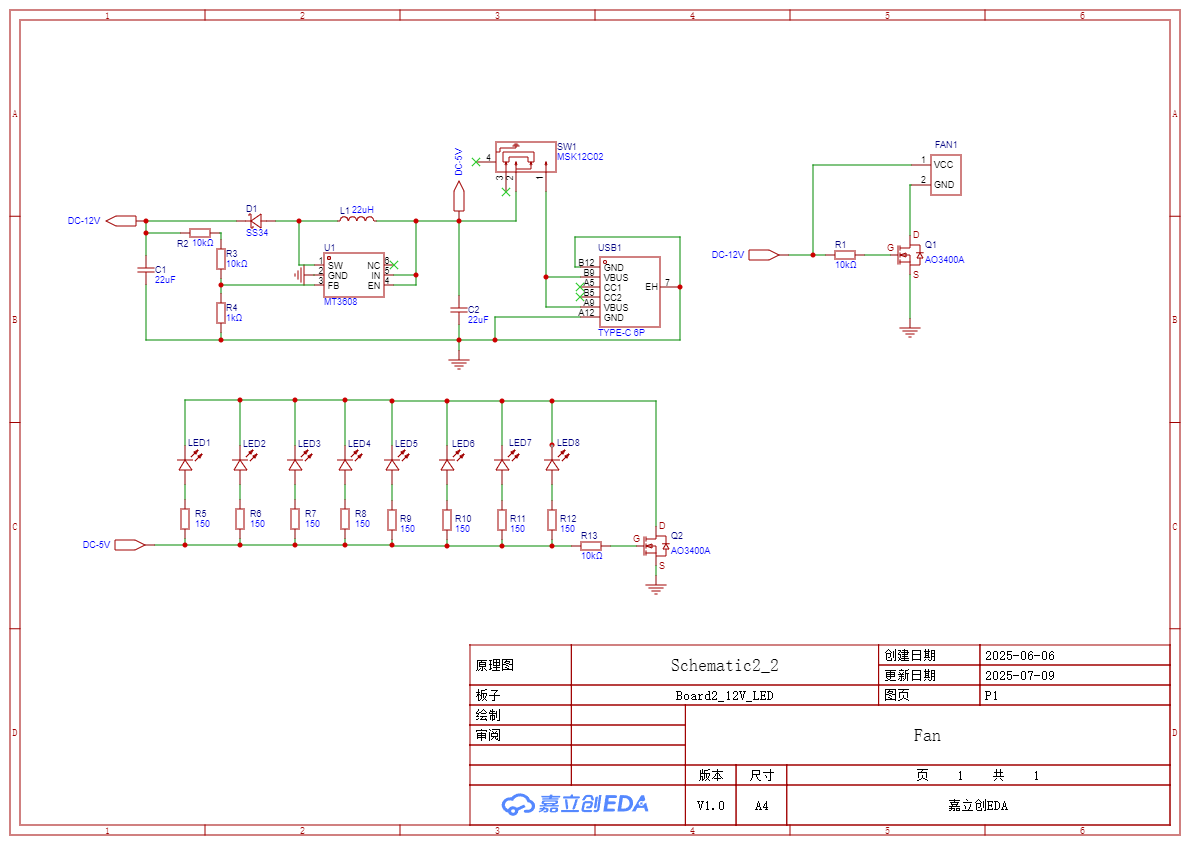 1 2 3 4 5 6
A A
B B
C C
D D
DC-12V
D1
SS34
R2 10kΩ
R3
10kΩ
R4
1kΩ
C1
22uF
L1 22uH
U1
1 SW
2 GND
3 FB
NC 6
IN 5
EN 4
MT3608
DC-5V
C2
22uF
SW1
MSK12C02
4
3 2 1
USB1
B12 GND
B9 VBUS
A5 CC1
B5 CC2
A9 VBUS
A12 GND
EH 7
TYPE-C 6P
FAN1
1 VCC
2 GND
DC-12V
R1
10kΩ
D
G
S
Q1
AO3400A
LED1 LED2 LED3 LED4 LED5 LED6 LED7 LED8
R5
150
R6
150
R7
150
R8
150
R9
150
R10
150
R11
150
R12
150
DC-5V
R13
10kΩ
D
G
S
Q2
AO3400A
原理图 Schematic2_2 创建日期 2025-06-06
更新日期 2025-07-09
板子 Board2_12V_LED 图页 P1
绘制
审阅
Fan
版本 尺寸 页 1 共 1
嘉立创EDA V1.0 A4 嘉立创EDA
1 2 3 4 5 6